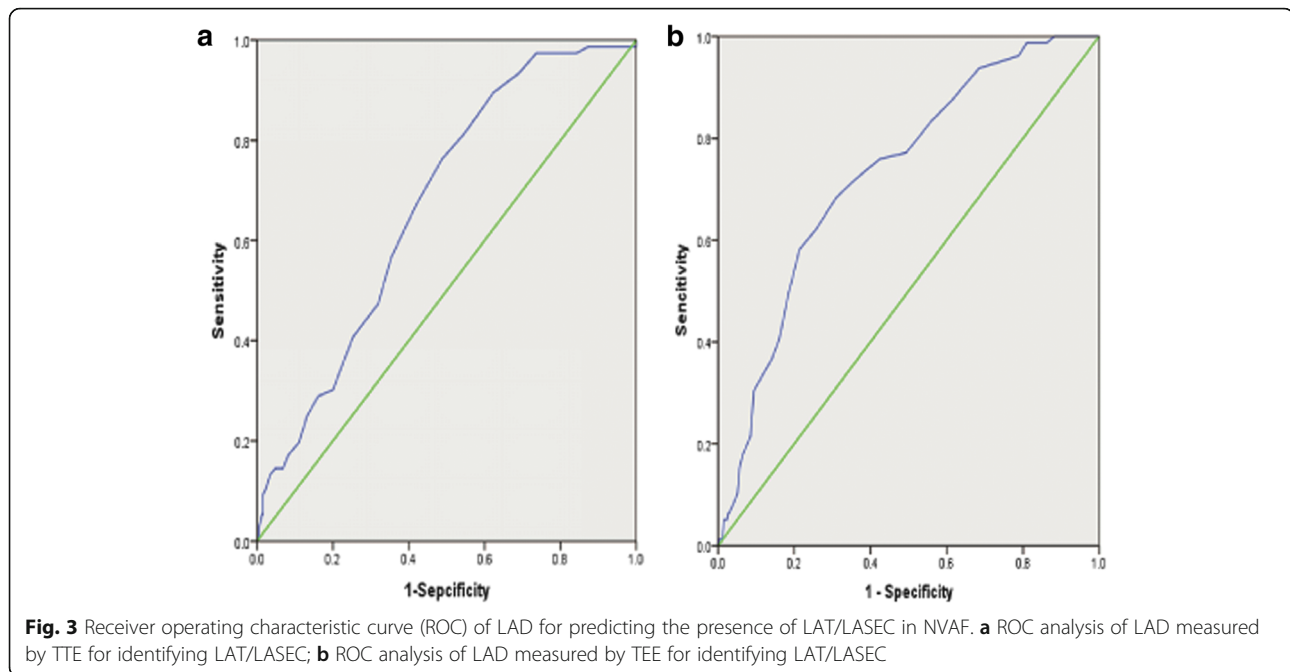 a
b
1.0
0.8
0.6
0.4
0.2
0.0
Sensitivity
0.0 0.2 0.4 0.6 0.8 1.0
1-Sepcificity
1.0
0.8
0.6
0.4
0.2
0.0
Sencitivity
0.0 0.2 0.4 0.6 0.8 1.0
1 - Specificity
Fig. 3 Receiver operating characteristic curve (ROC) of LAD for predicting the presence of LAT/LASEC in NVAF. a ROC analysis of LAD measured
by TTE for identifying LAT/LASEC; b ROC analysis of LAD measured by TEE for identifying LAT/LASEC